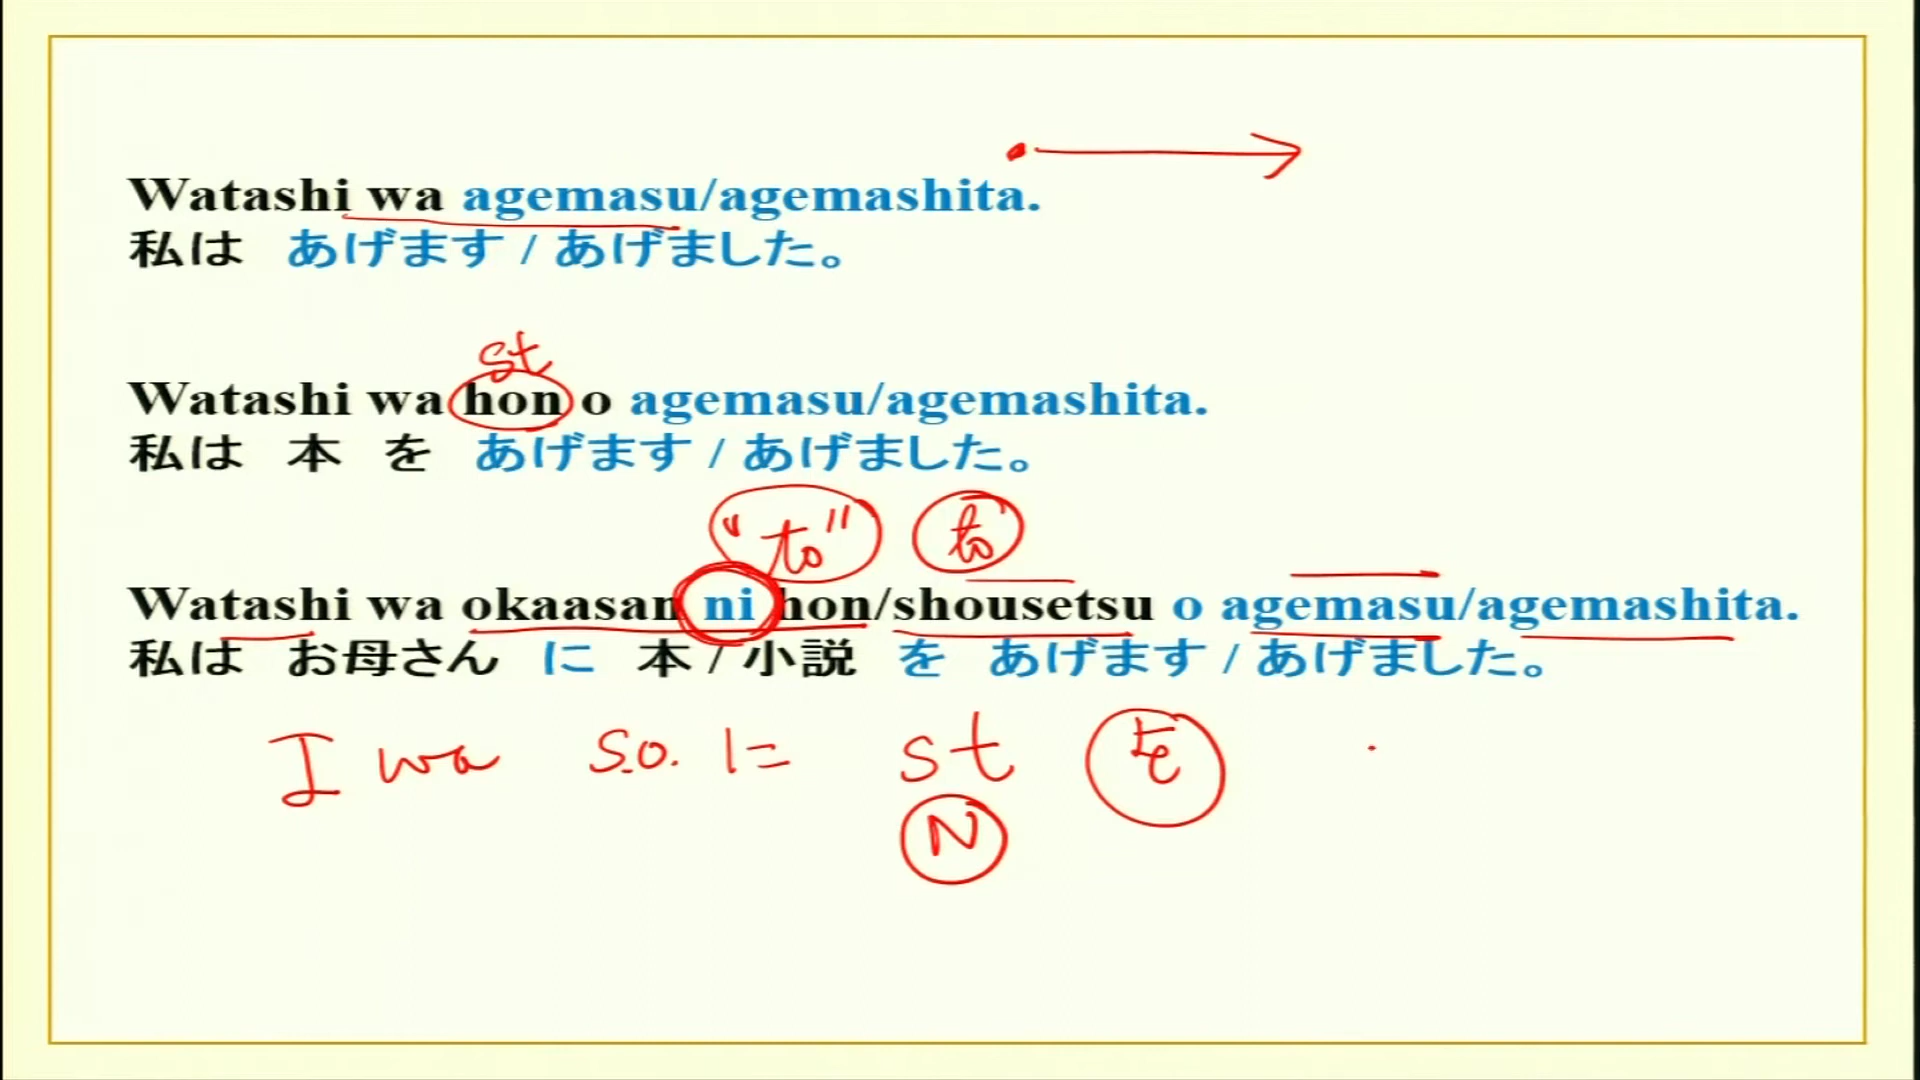 Watashi wa agemasu/agemashita.
私は あげます / あげました。
st
Watashi wa hon o agemasu/agemashita.
私は 本 を あげます / あげました。
"to" to
Watashi wa okaasan ni hon/shousetsu o agemasu/agemashita.
私は お母さん に 本 / 小説 を あげます / あげました。
I wa s.o. に st を
N